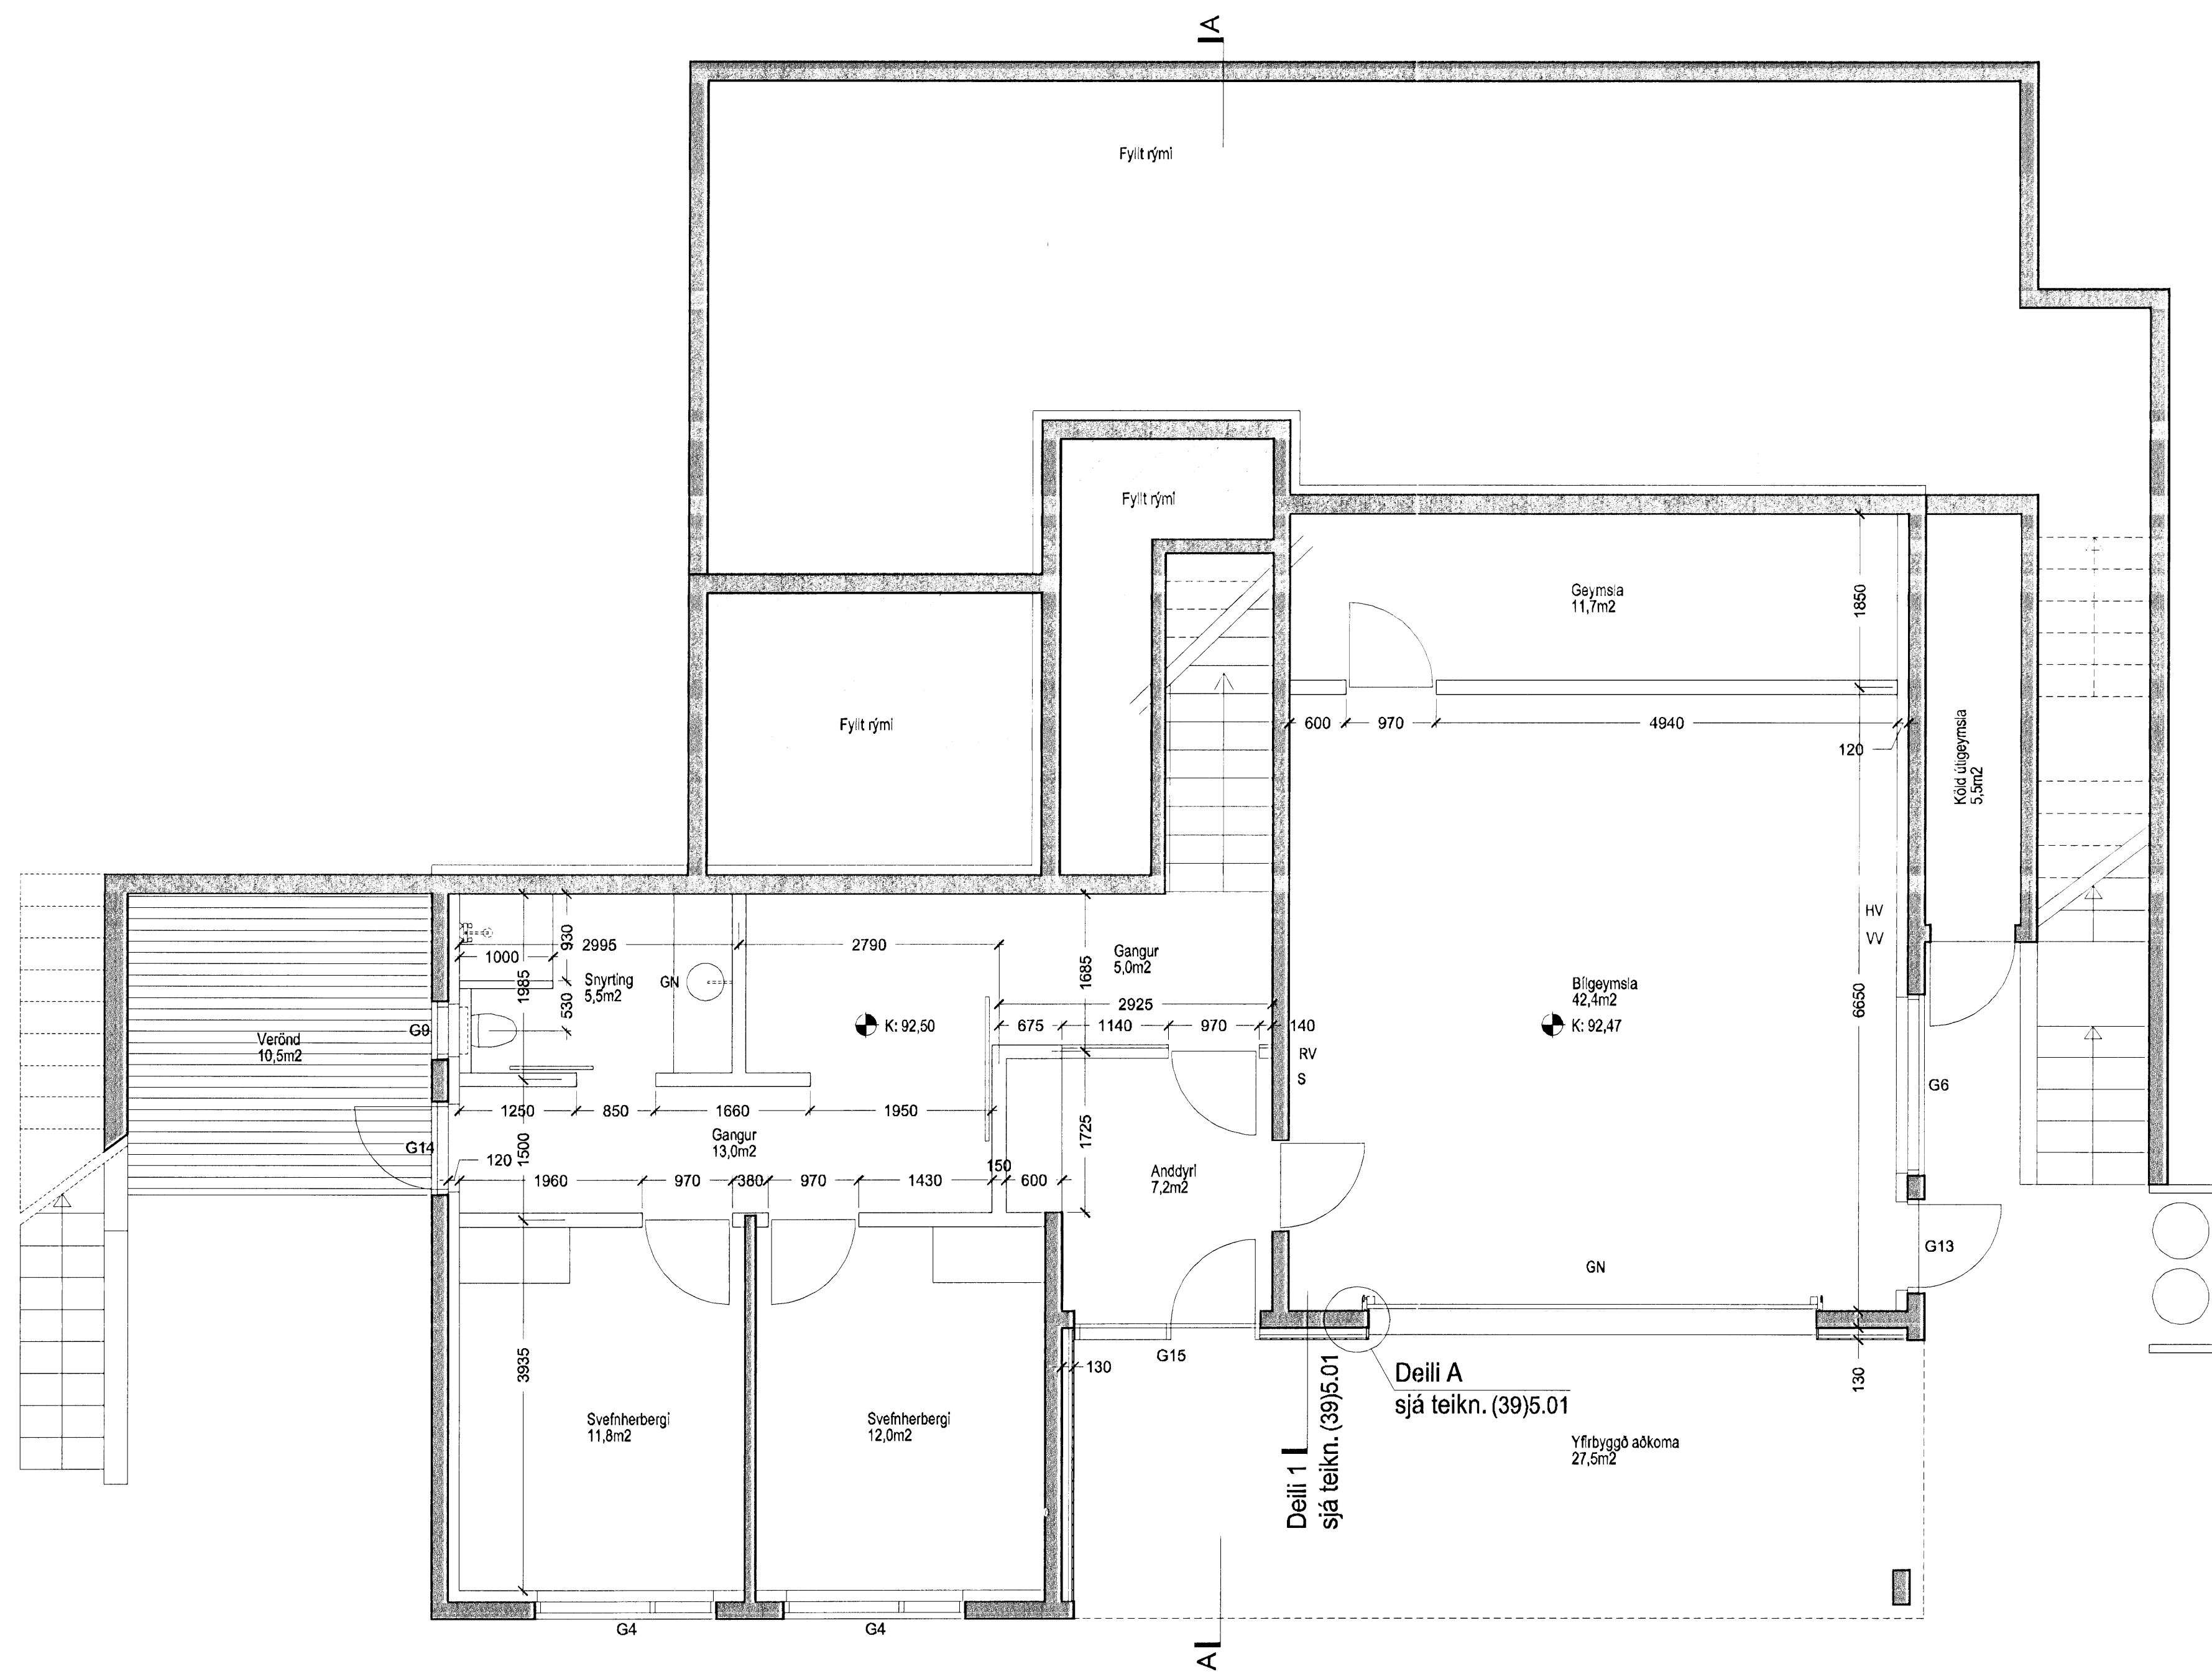 A
Fyllt rými
Fyllt rými
Geymsla
11,7m2
1850
Fyllt rými
600
970
4940
120
Köld útigeymsla
5,5m2
HV
VV
930
2995
2790
1000
1985
Snyrting
5,5m2
GN
530
Gangur
5,0m2
1685
2925
Bílgeymsla
42,4m2
6650
G9
K: 92,50
675
1140
970
140
K: 92,47
Verönd
10,5m2
RV
S
G6
1250
850
1660
1950
1725
Gangur
13,0m2
G14
120
1500
1960
970
380
970
1430
150
600
Anddyri
7,2m2
G13
GN
3935
G15
130
130
Deili A
sjá teikn. (39)5.01
Deili 1
sjá teikn. (39)5.01
Svefnherbergi
11,8m2
Svefnherbergi
12,0m2
Yfirbyggð aðkoma
27,5m2
G4
G4
A